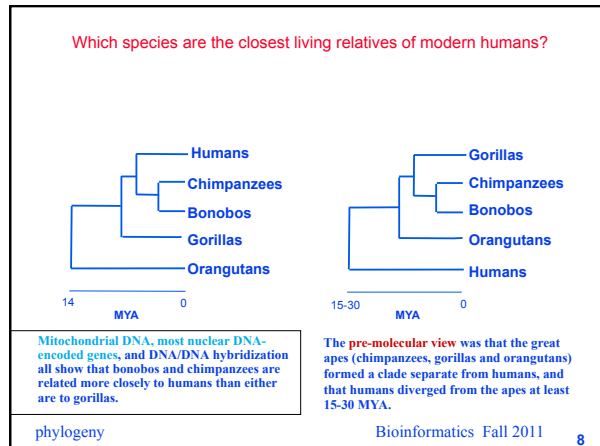 Which species are the closest living relatives of modern humans?
Humans
Chimpanzees
Bonobos
Gorillas
Orangutans
14
0
MYA
Gorillas
Chimpanzees
Bonobos
Orangutans
Humans
15-30
0
MYA
Mitochondrial DNA, most nuclear DNA-
encoded genes, and DNA/DNA hybridization
all show that bonobos and chimpanzees are
related more closely to humans than either
are to gorillas.
The pre-molecular view was that the great
apes (chimpanzees, gorillas and orangutans)
formed a clade separate from humans, and
that humans diverged from the apes at least
15-30 MYA.
phylogeny
Bioinformatics Fall 2011
8